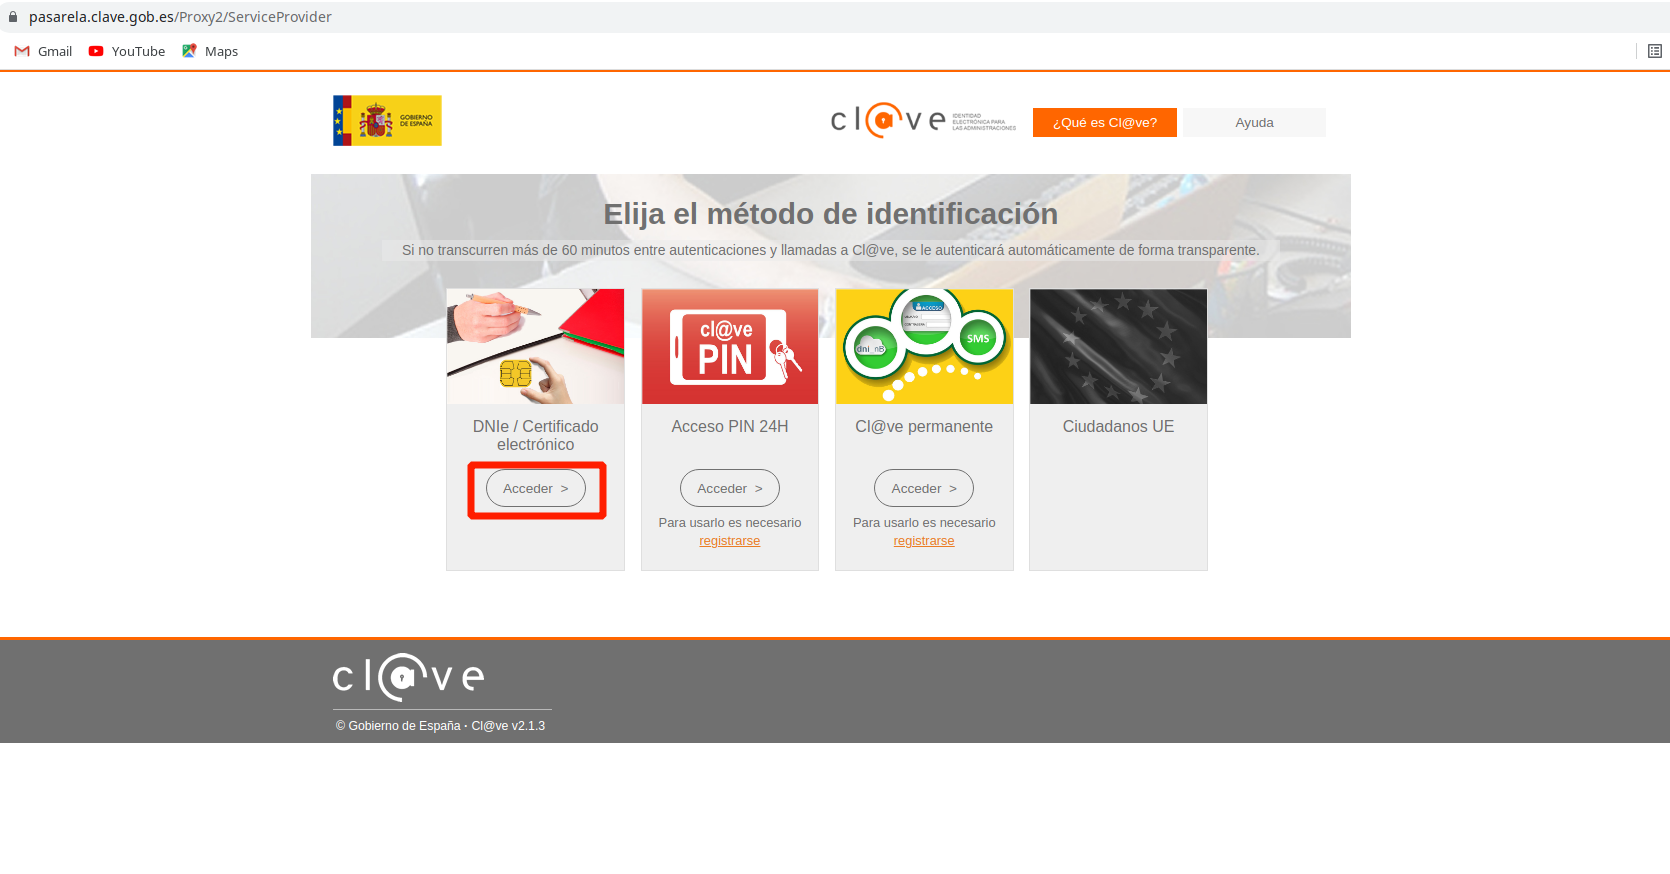 pasarela.clave.gob.es/Proxy2/ServiceProvider
Gmail YouTube Maps
GOBIERNO
DE ESPAÑA
cl@ve
IDENTIDAD
ELECTRÓNICA PARA
LAS ADMINISTRACIONES
¿Qué es Cl@ve?
Ayuda
Elija el método de identificación
Si no transcurren más de 60 minutos entre autenticaciones y llamadas a Cl@ve, se le autenticará automáticamente de forma transparente.
cl@ve
PIN
ACCESO
dni nB
SMS
DNIe / Certificado
electrónico
Acceder >
Acceso PIN 24H
Acceder >
Para usarlo es necesario
registrarse
Cl@ve permanente
Acceder >
Para usarlo es necesario
registrarse
Ciudadanos UE
cl@ve
© Gobierno de España · Cl@ve v2.1.3